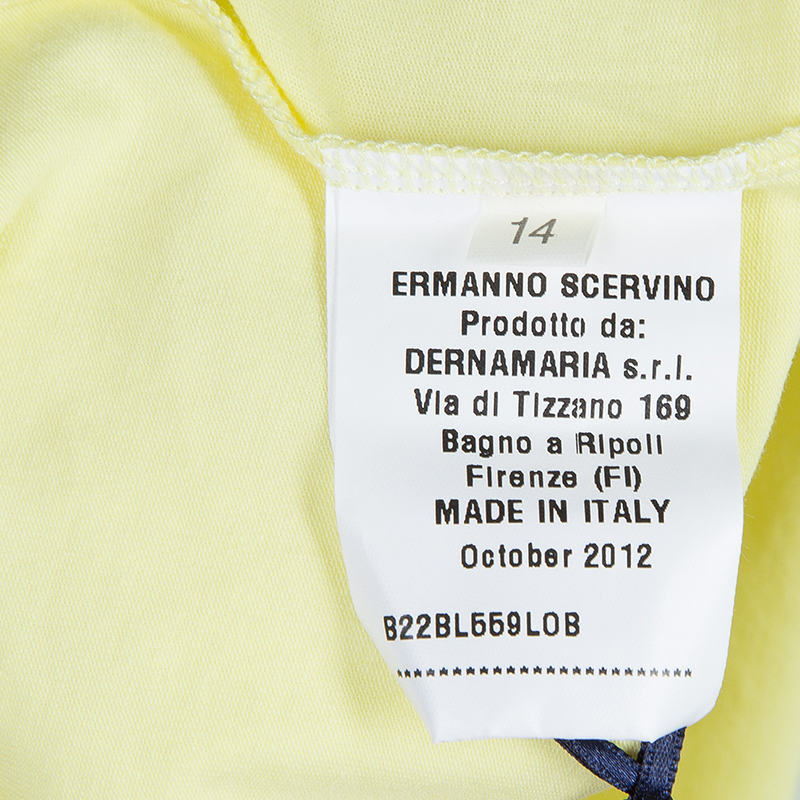 14
ERMANNO SCERVINO
Prodotto da:
DERNAMARIA s.r.l.
Via di Tizzano 169
Bagno a Ripoli
Firenze (FI)
MADE IN ITALY
October 2012
B22BL559LOB